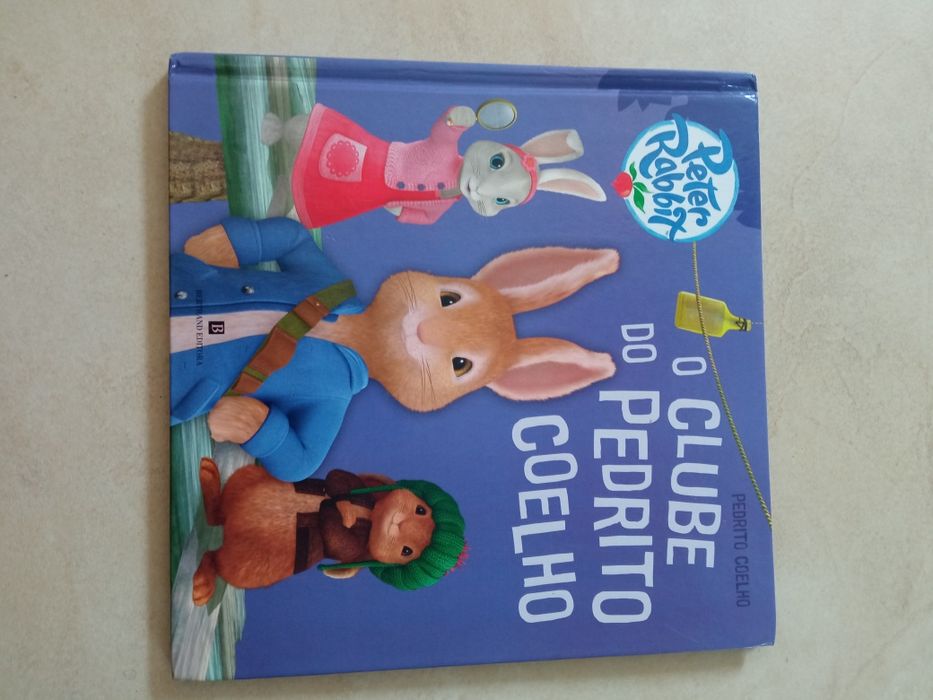 PEDRITO COELHO
Peter
Rabbit
O CLUBE
DO PEDRITO
COELHO
B
BERTRAND EDITORA